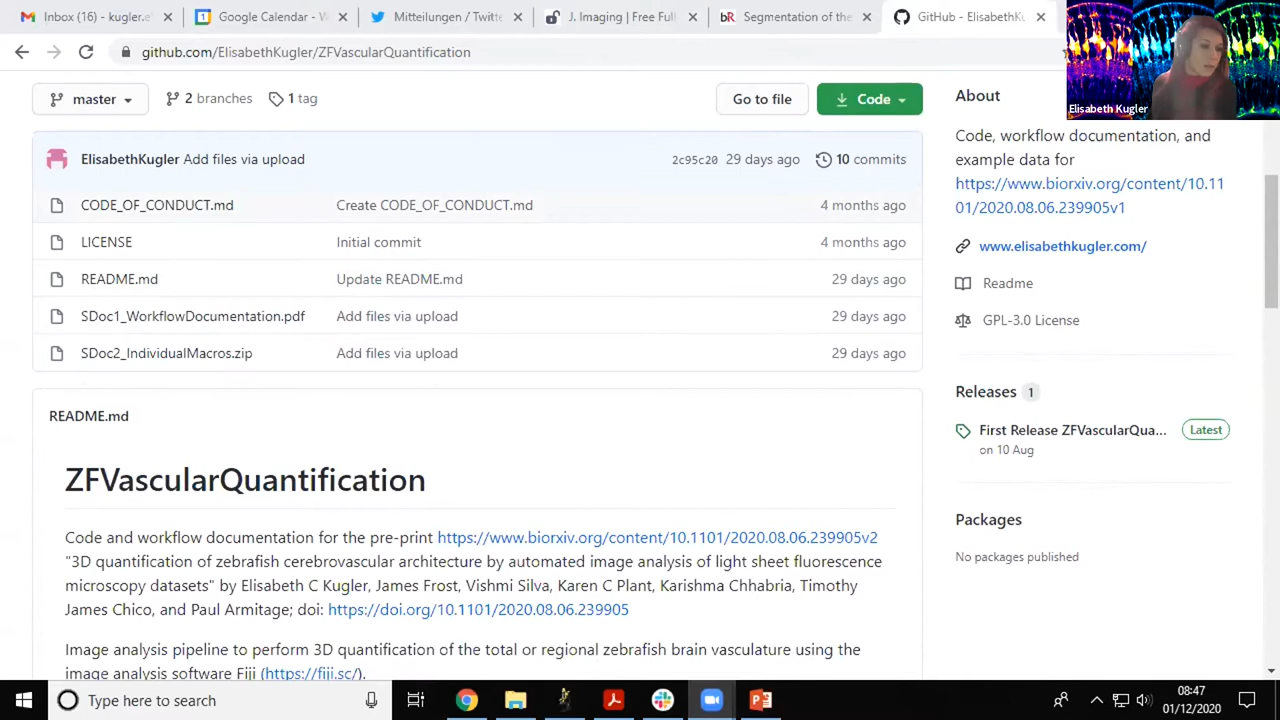 Inbox (16) - kugler.e
Google Calendar - W
Mitteilungen / Twitte
J. Imaging | Free Full
bR Segmentation of the
GitHub - ElisabethKu
github.com/ElisabethKugler/ZFVascularQuantification
Elisabeth Kugler
master
2 branches
1 tag
Go to file
Code
ElisabethKugler Add files via upload 2c95c20 29 days ago 10 commits
CODE_OF_CONDUCT.md Create CODE_OF_CONDUCT.md 4 months ago
LICENSE Initial commit 4 months ago
README.md Update README.md 29 days ago
SDoc1_WorkflowDocumentation.pdf Add files via upload 29 days ago
SDoc2_IndividualMacros.zip Add files via upload 29 days ago
README.md
ZFVascularQuantification
Code and workflow documentation for the pre-print https://www.biorxiv.org/content/10.1101/2020.08.06.239905v2
"3D quantification of zebrafish cerebrovascular architecture by automated image analysis of light sheet fluorescence
microscopy datasets" by Elisabeth C Kugler, James Frost, Vishmi Silva, Karen C Plant, Karishma Chhabria, Timothy
James Chico, and Paul Armitage; doi: https://doi.org/10.1101/2020.08.06.239905
Image analysis pipeline to perform 3D quantification of the total or regional zebrafish brain vasculature using the
image analysis software Fiji (https://fiji.sc/).
About
Code, workflow documentation, and
example data for
https://www.biorxiv.org/content/10.11
01/2020.08.06.239905v1
www.elisabethkugler.com/
Readme
GPL-3.0 License
Releases 1
First Release ZFVascularQua... Latest
on 10 Aug
Packages
No packages published
Type here to search
08:47
01/12/2020